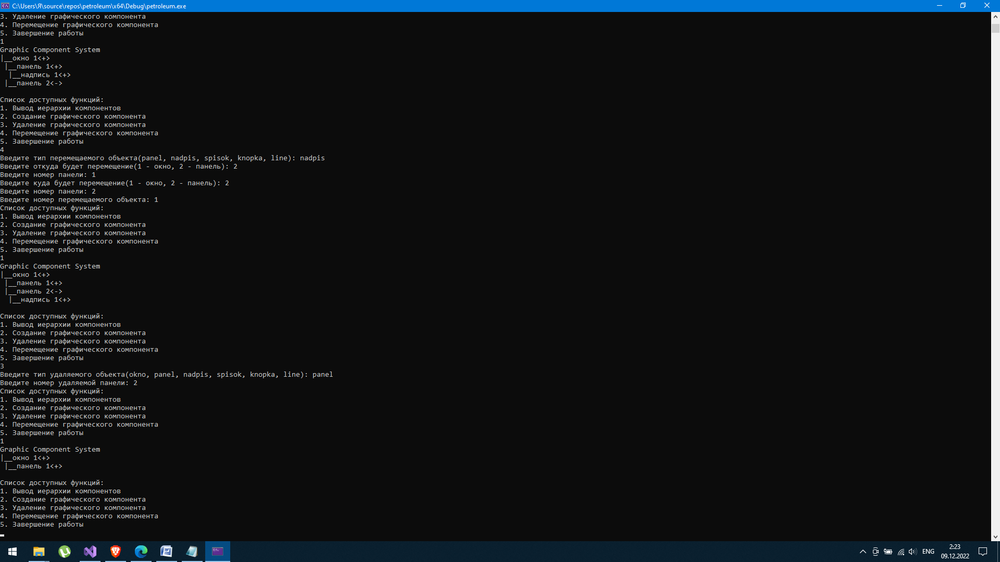 C:\Users\Я\source\repos\petroleum\x64\Debug\petroleum.exe
3. Удаление графического компонента
4. Перемещение графического компонента
5. Завершение работы
1
Graphic Component System
|__окно 1<+>
 |__панель 1<+>
  |__надпись 1<+>
 |__панель 2<->
Список доступных функций:
1. Вывод иерархии компонентов
2. Создание графического компонента
3. Удаление графического компонента
4. Перемещение графического компонента
5. Завершение работы
4
Введите тип перемещаемого объекта(panel, nadpis, spisok, knopka, line): nadpis
Введите откуда будет перемещение(1 - окно, 2 - панель): 2
Введите номер панели: 1
Введите куда будет перемещение(1 - окно, 2 - панель): 2
Введите номер панели: 2
Введите номер перемещаемого объекта: 1
Список доступных функций:
1. Вывод иерархии компонентов
2. Создание графического компонента
3. Удаление графического компонента
4. Перемещение графического компонента
5. Завершение работы
1
Graphic Component System
|__окно 1<+>
 |__панель 1<+>
 |__панель 2<->
  |__надпись 1<+>
Список доступных функций:
1. Вывод иерархии компонентов
2. Создание графического компонента
3. Удаление графического компонента
4. Перемещение графического компонента
5. Завершение работы
3
Введите тип удаляемого объекта(okno, panel, nadpis, spisok, knopka, line): panel
Введите номер удаляемой панели: 2
Список доступных функций:
1. Вывод иерархии компонентов
2. Создание графического компонента
3. Удаление графического компонента
4. Перемещение графического компонента
5. Завершение работы
1
Graphic Component System
|__окно 1<+>
 |__панель 1<+>
Список доступных функций:
1. Вывод иерархии компонентов
2. Создание графического компонента
3. Удаление графического компонента
4. Перемещение графического компонента
5. Завершение работы
ENG
2:23
09.12.2022